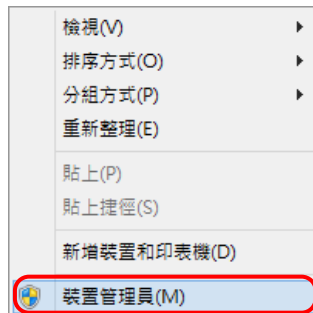 檢視(V)
排序方式(O)
分組方式(P)
重新整理(E)
貼上(P)
貼上捷徑(S)
新增裝置和印表機(D)
裝置管理員(M)